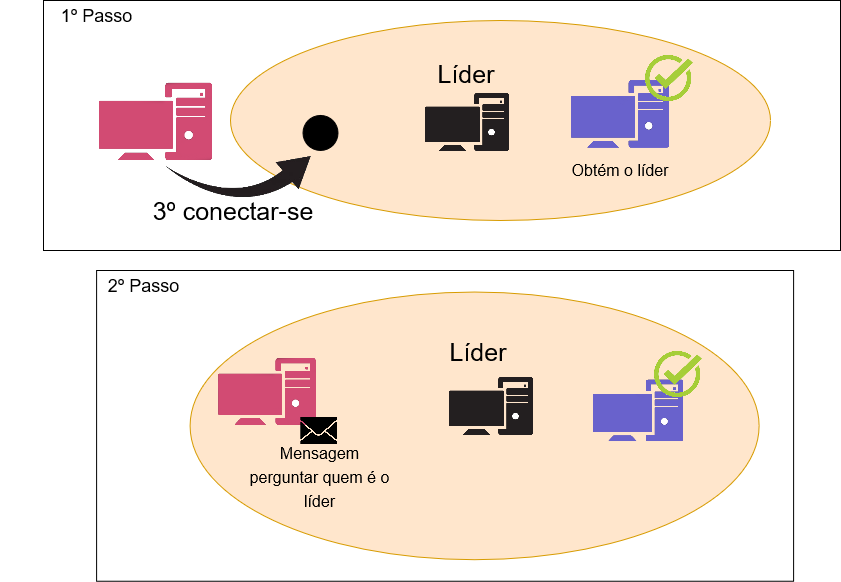 1º Passo
Líder
Obtém o líder
3º conectar-se
2º Passo
Líder
Mensagem
perguntar quem é o
líder